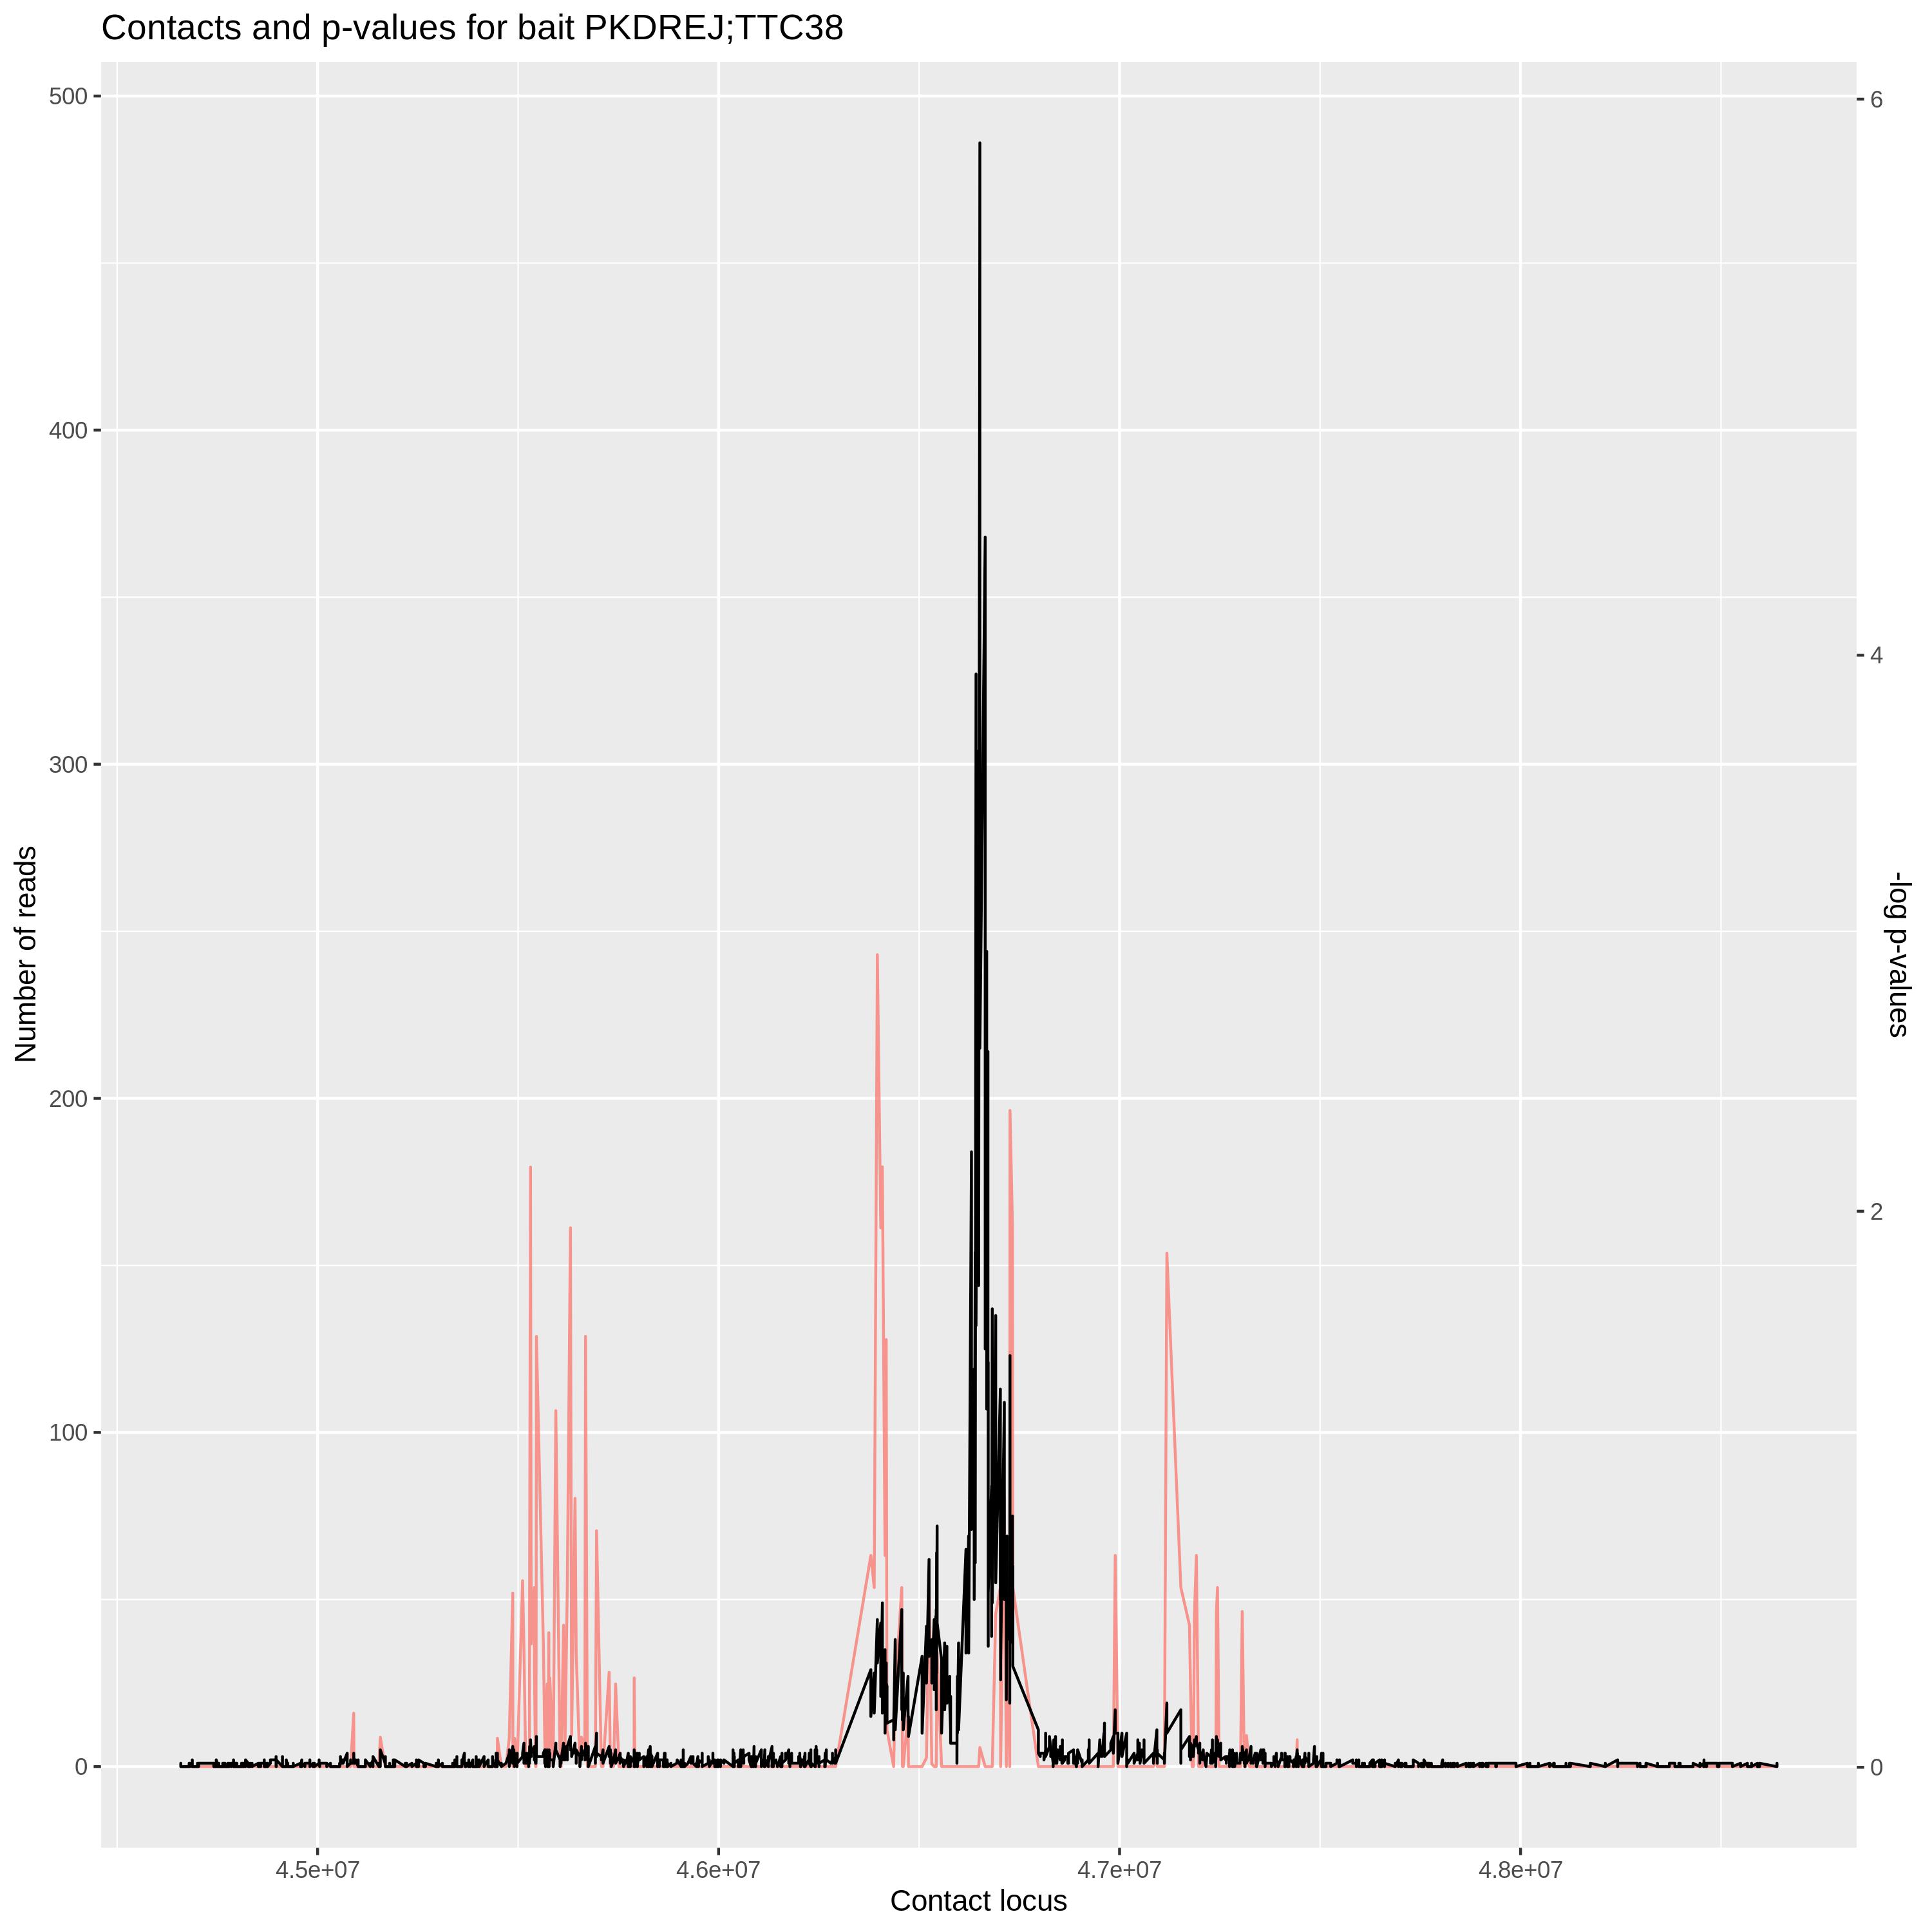 Contacts and p-values for bait PKDREJ;TTC38
500
400
300
200
100
0
Number of reads
6
4
2
0
-log p-values
4.5e+07 4.6e+07 4.7e+07 4.8e+07
Contact locus